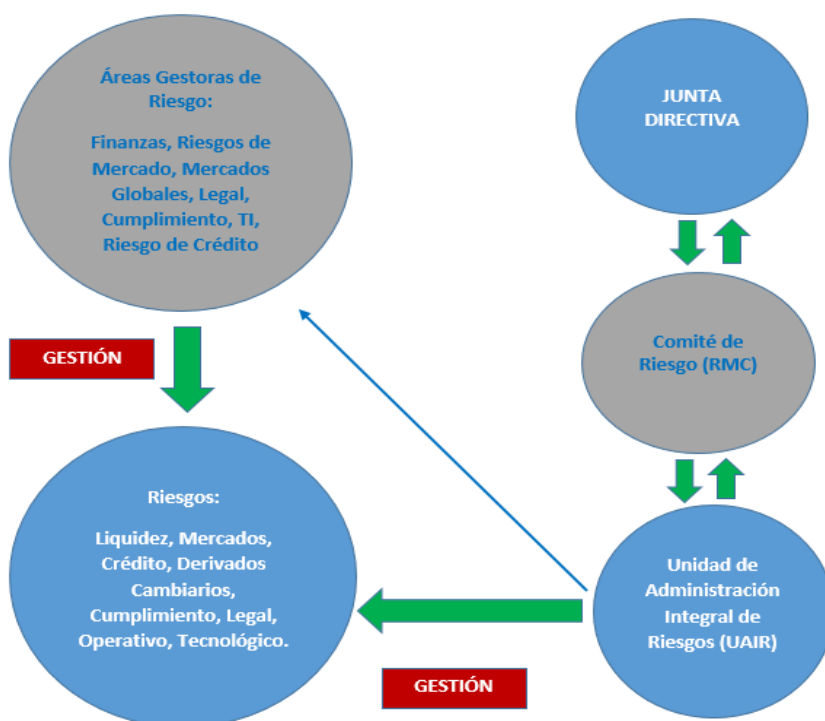 Áreas Gestoras de
Riesgo:
Finanzas, Riesgos de
Mercado, Mercados
Globales, Legal,
Cumplimiento, TI,
Riesgo de Crédito
JUNTA
DIRECTIVA
GESTIÓN
Comité de
Riesgo (RMC)
Riesgos:
Liquidez, Mercados,
Crédito, Derivados
Cambiarios,
Cumplimiento, Legal,
Operativo, Tecnológico.
Unidad de
Administración
Integral de
Riesgos (UAIR)
GESTIÓN